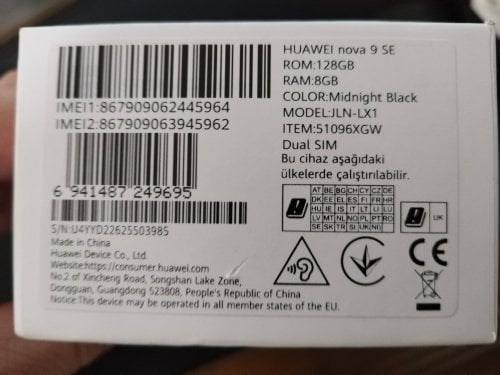 HUAWEI nova 9 SE
ROM:128GB
RAM:8GB
COLOR:Midnight Black
MODEL:JLN-LX1
ITEM:51096XGW
Dual SIM
Bu cihaz aşağıdaki
ülkelerde çalıştırılabilir.
IMEI1:867909062445964
IMEI2:867909063945962
6 941487 249695
S/N:U4YYD22625503985
Made in China
Huawei Device Co., Ltd.
Website:https://consumer.huawei.com
No.2 of Xincheng Road, Songshan Lake Zone,
Dongguan, Guangdong 523808, People's Republic of China
Notice:This device may be operated in all member states of the EU.
AT BE BG CH CY CZ DE
DK EE EL ES FI FR HR
HU IE IS IT LT LI LU
LV MT NL NO PL PT RO
SE SK TR SI UK(NI)
UK
CE